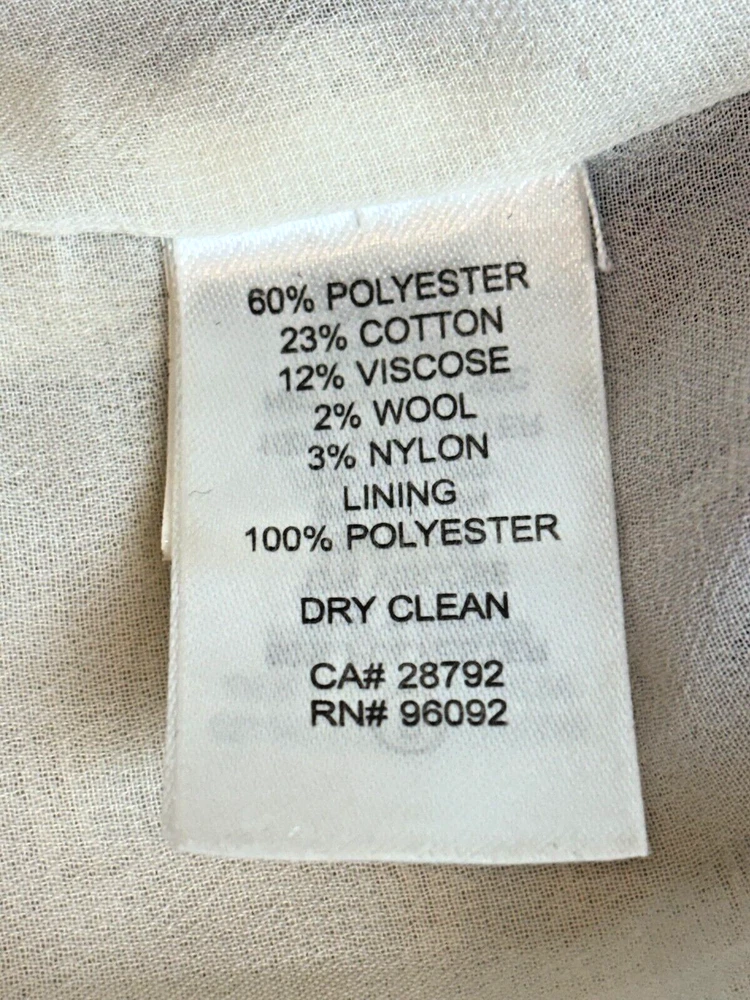 60% POLYESTER
23% COTTON
12% VISCOSE
2% WOOL
3% NYLON
LINING
100% POLYESTER
DRY CLEAN
CA# 28792
RN# 96092